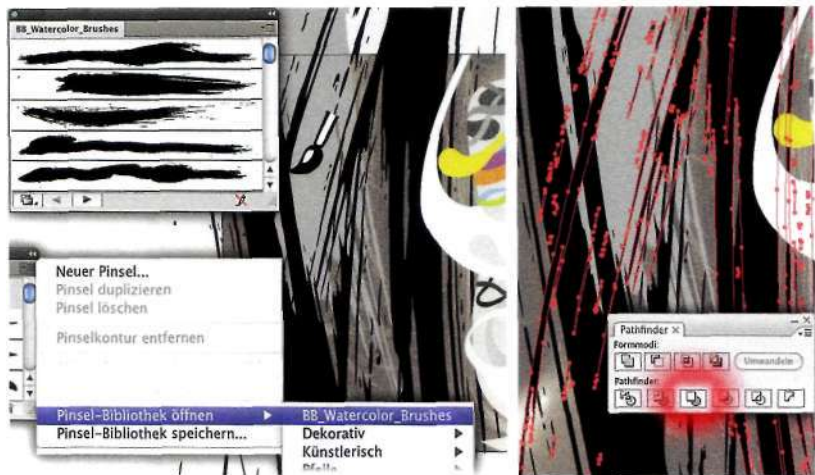 BB_Watercolor_Brushes
Neuer Pinsel...
Pinsel duplizieren
Pinsel löschen
Pinselkontur entfernen
Pinsel-Bibliothek öffnen
Pinsel-Bibliothek speichern...
BB_Watercolor_Brushes
Dekorativ
Künstlerisch
Pfeile
Pathfinder
Formmodi:
Umwandeln
Pathfinder: